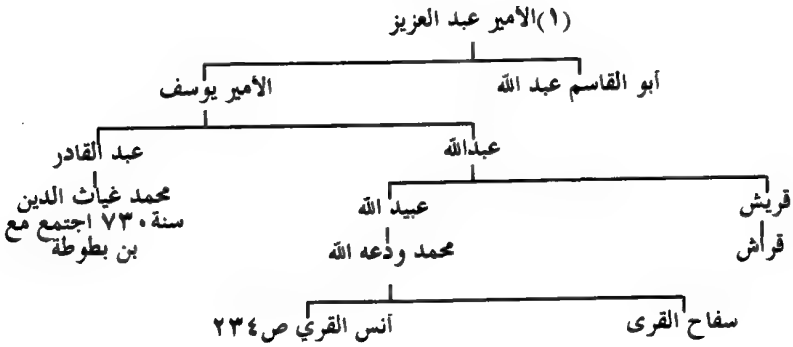 (١) الأمير عبد العزيز
أبو القاسم عبد الله
الأمير يوسف
عبدالله
عبد القادر
قريش
عبيد الله
محمد غياث الدين
سنة ٧٣٠ اجتمع مع
بن بطوطة
قراش
محمد ودعه الله
سفاح القرى
أنس القري ص ٢٣٤